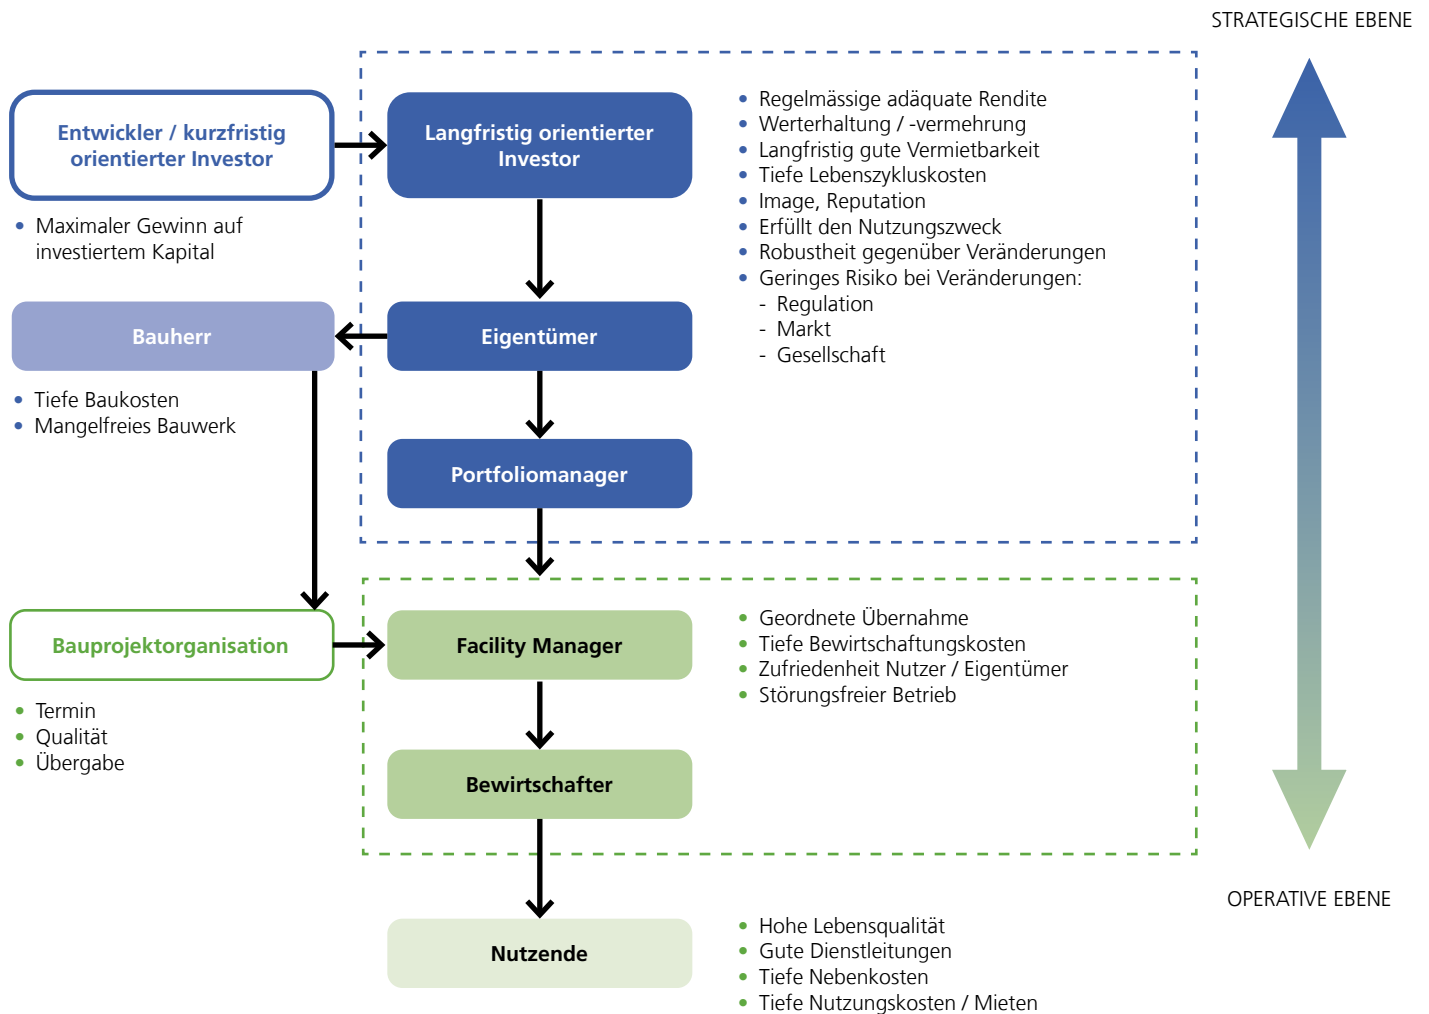 STRATEGISCHE EBENE
Entwickler / kurzfristig
orientierter Investor
• Maximaler Gewinn auf
investiertem Kapital
Langfristig orientierter
Investor
• Regelmässige adäquate Rendite
• Werterhaltung / -vermehrung
• Langfristig gute Vermietbarkeit
• Tiefe Lebenszykluskosten
• Image, Reputation
• Erfüllt den Nutzungszweck
• Robustheit gegenüber Veränderungen
• Geringes Risiko bei Veränderungen:
- Regulation
- Markt
- Gesellschaft
Bauherr
• Tiefe Baukosten
• Mangelfreies Bauwerk
Eigentümer
Portfoliomanager
Bauprojektorganisation
• Termin
• Qualität
• Übergabe
Facility Manager
• Geordnete Übernahme
• Tiefe Bewirtschaftungskosten
• Zufriedenheit Nutzer / Eigentümer
• Störungsfreier Betrieb
Bewirtschafter
OPERATIVE EBENE
Nutzende
• Hohe Lebensqualität
• Gute Dienstleitungen
• Tiefe Nebenkosten
• Tiefe Nutzungskosten / Mieten